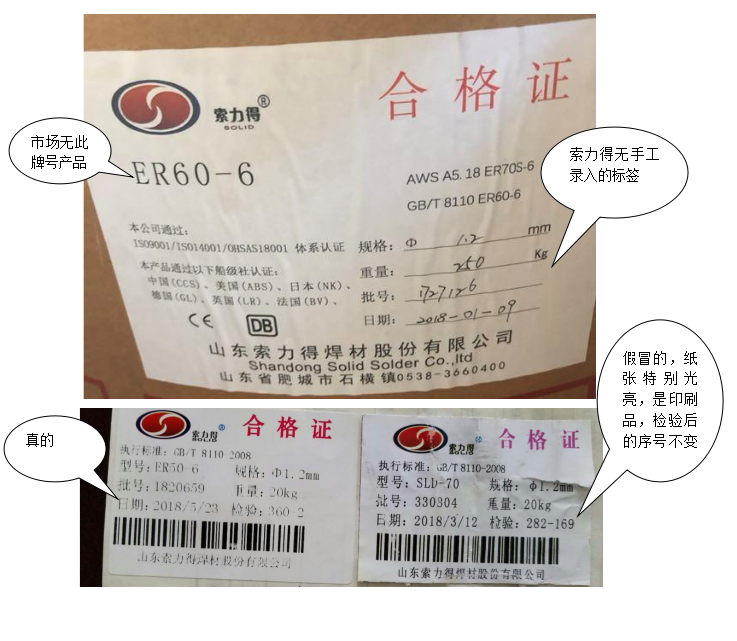 市场无此
牌号产品
索力得®
SOLID
合格证
ER60-6
AWS A5.18 ER70S-6
GB/T 8110 ER60-6
索力得无手工
录入的标签
本公司通过:
ISO9001/ISO14001/OHSAS18001 体系认证
本产品通过以下船级社认证:
中国(CCS)、美国(ABS)、日本(NK)、
德国(GL)、英国(LR)、法国(BV)、
CE DB
规格: Φ 1.2 mm
重量: 250 Kg
批号: 1727126
日期: 2018-01-09
山东索力得焊材股份有限公司
Shandong Solid Solder Co.,ltd
山东省肥城市石横镇0538-3660400
真的
索力得®
SOLID
合格证
执行标准: GB/T 8110-2008
型号: ER50-6 规格: Φ1.2mm
批号: 1820659 重量: 20kg
日期: 2018/5/23 检验: 360-2
山东索力得焊材股份有限公司
索力得®
合格证
执行标准: GB/T 8110-2008
型号: SLD-70 规格: Φ1.2mm
批号: 330304 重量: 20kg
日期: 2018/3/12 检验: 282-169
山东索力得焊材股份有限公司
假冒的，纸
张特别光
亮，是印刷
品，检验后
的序号不变